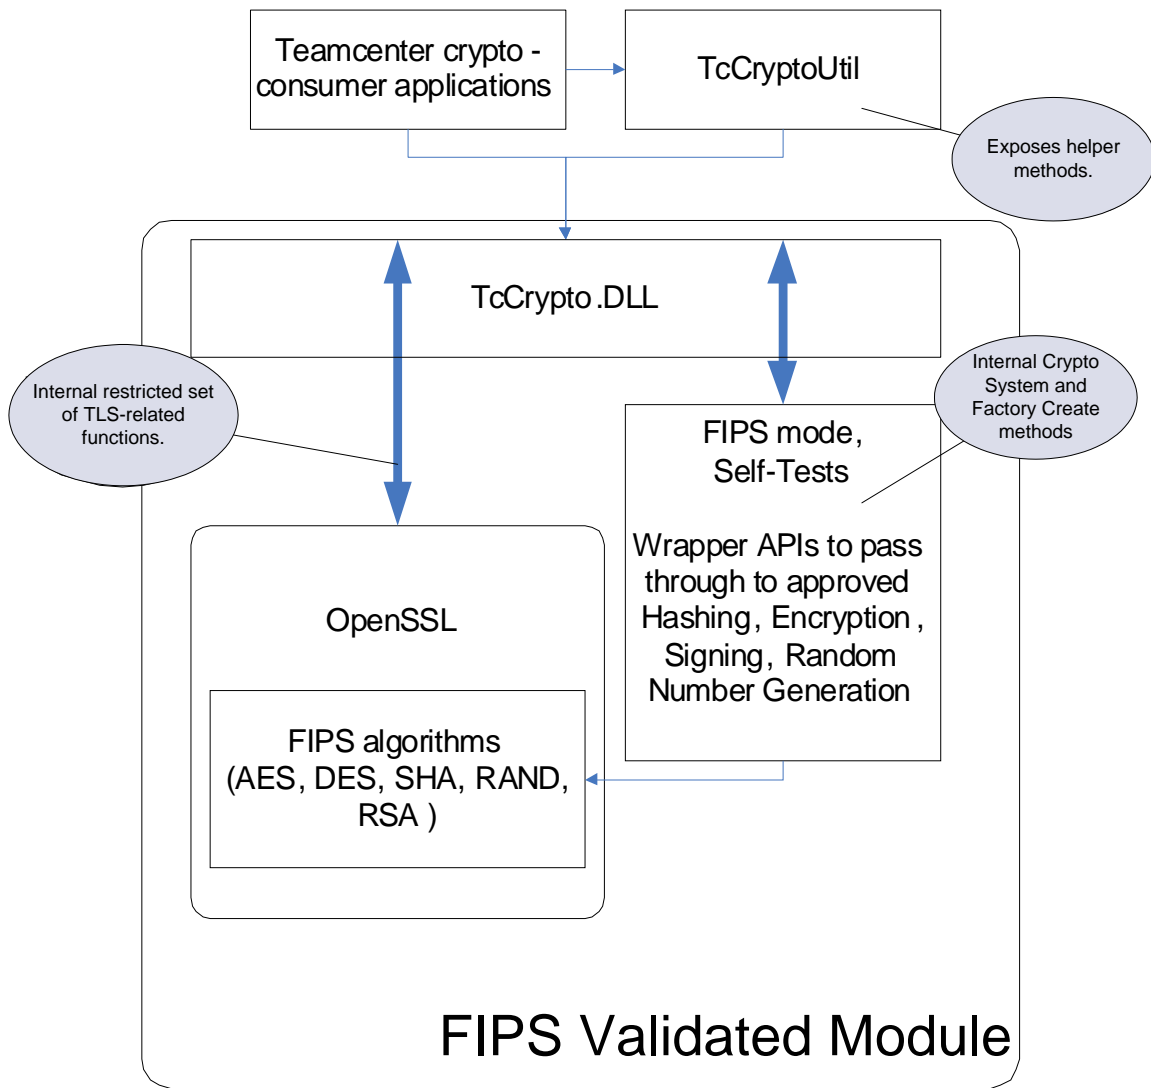 Teamcenter crypto -
consumer applications
TcCryptoUtil
Exposes helper
methods.
TcCrypto .DLL
Internal restricted set
of TLS-related
functions.
Internal Crypto
System and
Factory Create
methods
FIPS mode,
Self-Tests
Wrapper APIs to pass
through to approved
Hashing, Encryption ,
Signing, Random
Number Generation
OpenSSL
FIPS algorithms
(AES, DES, SHA, RAND,
RSA )
FIPS Validated Module